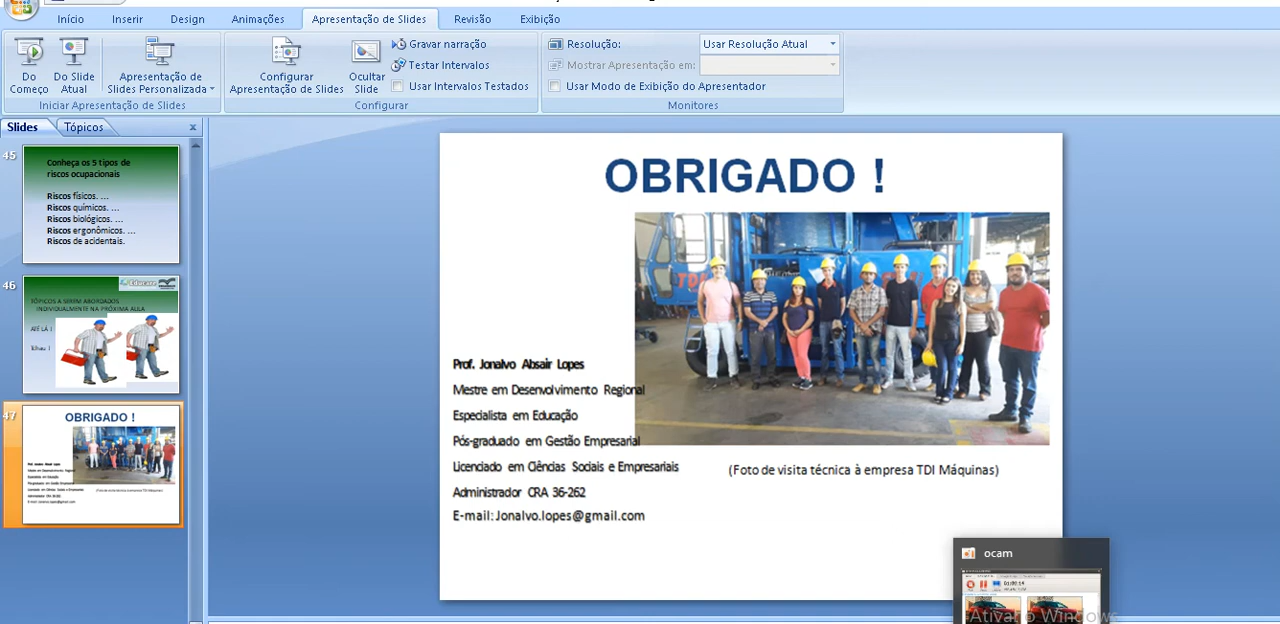 Início Inserir Design Animações Apresentação de Slides Revisão Exibição
Do Começo
Do Slide Atual
Apresentação de Slides Personalizada
Iniciar Apresentação de Slides
Configurar Apresentação de Slides
Ocultar Slide
Gravar narração
Testar Intervalos
Usar Intervalos Testados
Configurar
Resolução: Usar Resolução Atual
Mostrar Apresentação em:
Usar Modo de Exibição do Apresentador
Monitores
Slides Tópicos x
45
Conheça os 5 tipos de
riscos ocupacionais
Riscos físicos. ...
Riscos químicos. ...
Riscos biológicos. ...
Riscos ergonômicos. ...
Riscos de acidentais.
46
Educare
TÓPICOS A SEREM ABORDADOS
INDIVIDUALMENTE NA PRÓXIMA AULA
ATÉ LÁ !
47
OBRIGADO !
OBRIGADO !
Prof. Jonalvo Absair Lopes
Mestre em Desenvolvimento Regional
Especialista em Educação
Pós-graduado em Gestão Empresarial
Licenciado em Ciências Sociais e Empresariais
Administrador CRA 36-262
E-mail: Jonalvo.lopes@gmail.com
(Foto de visita técnica à empresa TDI Máquinas)
ocam
Ativar o Windows